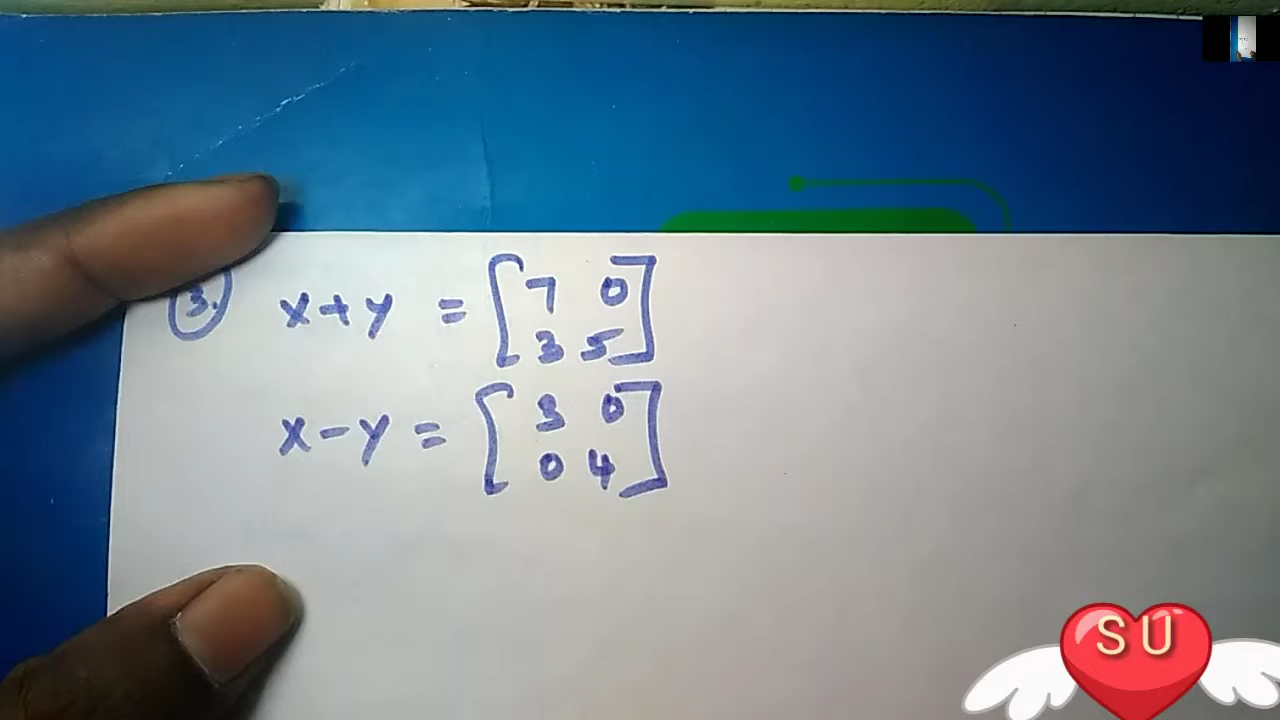 3. x+y = [7 0
3 5]
x-y = [3 0
0 4]
SU